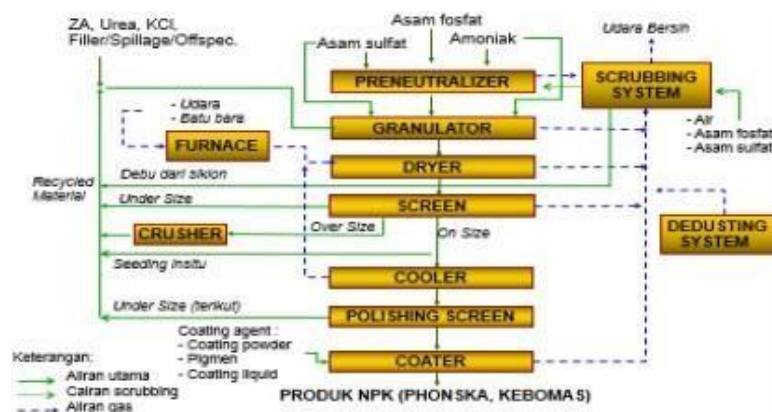 ZA, Urea, KCl,
Filler/Spillage/Offspec.
Asam fosfat
Asam sulfat
Amoniak
Udara Bersin
PRENEUTRALIZER
SCRUBBING
SYSTEM
- Udara
- Batu bara
GRANULATOR
- Air
- Asam fosfat
- Asam sulfat
FURNACE
DRYER
Recycled
Material
Debu dari siklon
Under Size
SCREEN
CRUSHER
Over Size
On Size
DEDUSTING
SYSTEM
Seeding insitu
COOLER
Under Size (terikut)
POLISHING SCREEN
Coating agent :
- Coating powder
- Pigmen
- Coating liquid
COATER
Keterangan:
Aliran utama
Cairan scrubbing
Aliran gas
PRODUK NPK (PHONSKA, KEBOMAS)